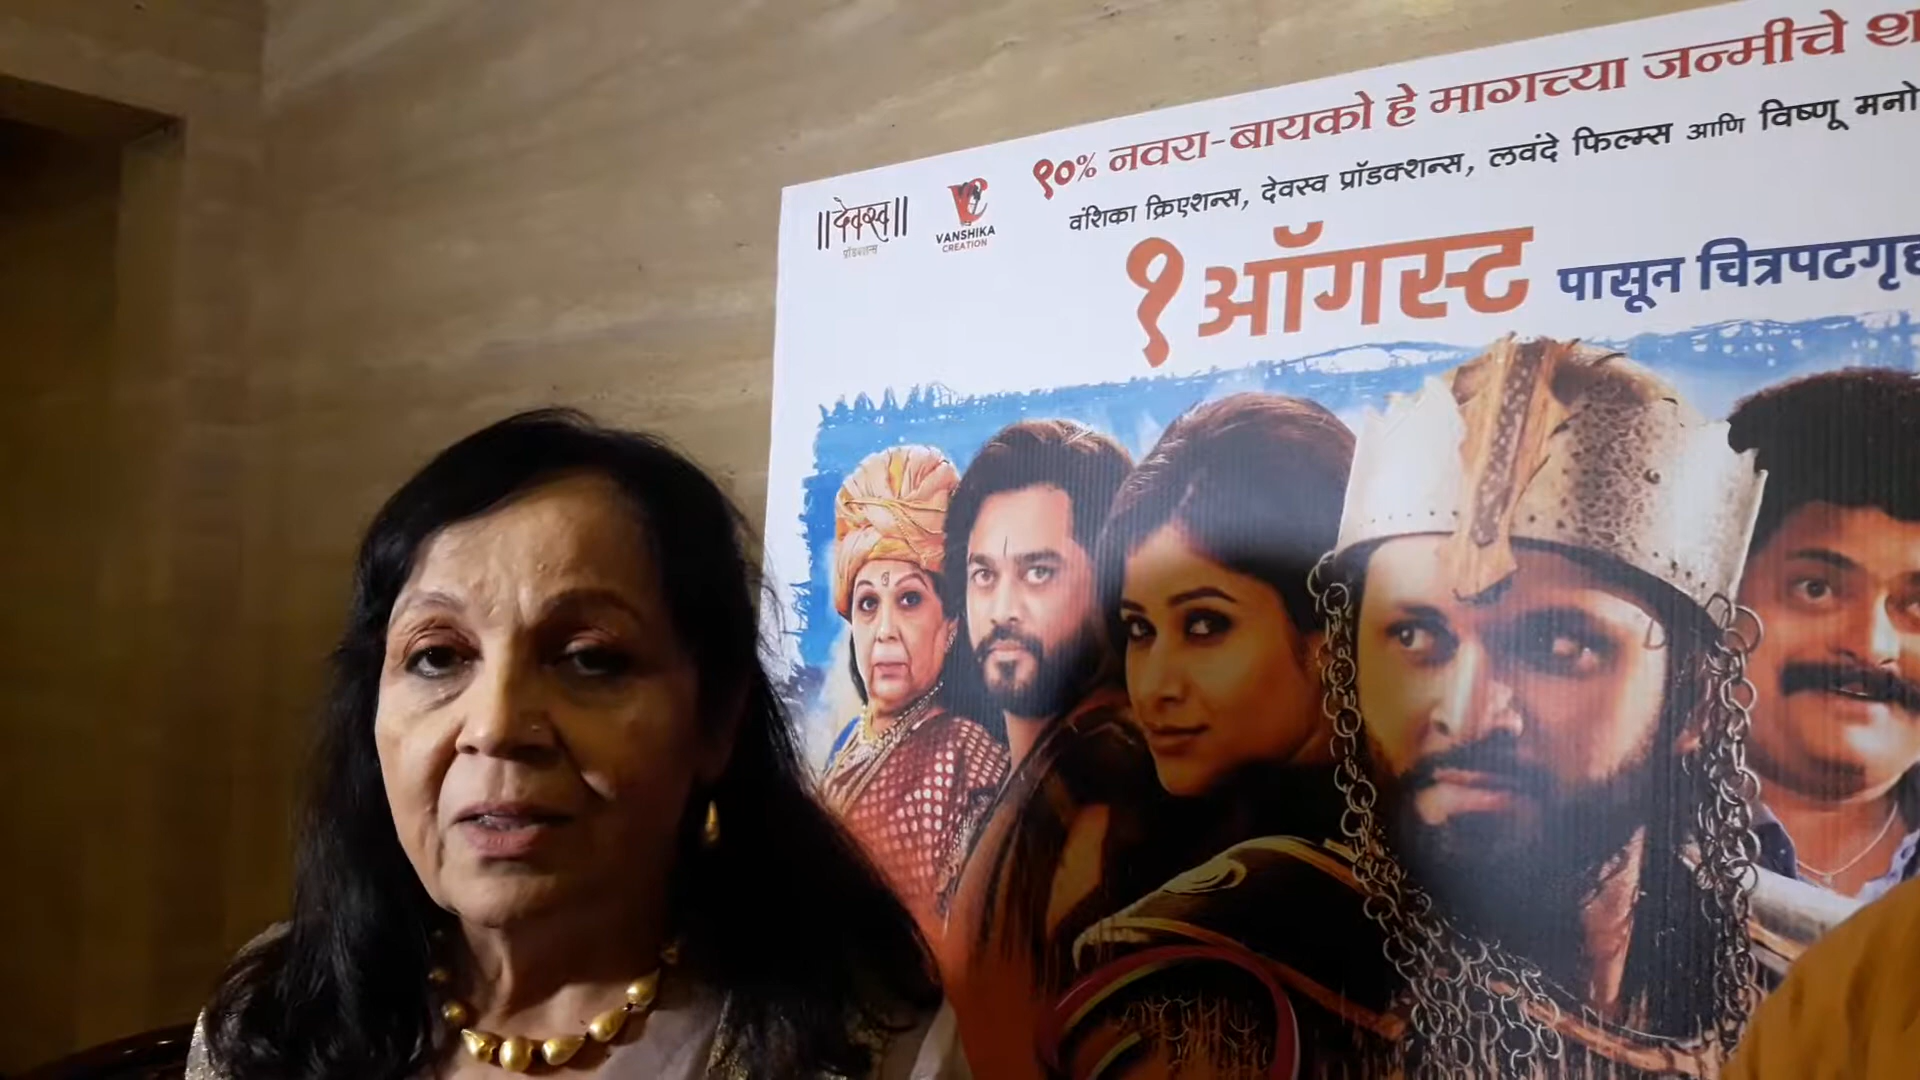 ९०% नवरा-बायको हे मागच्या जन्मीचे
वंशिका क्रिएशन्स, देवस्व प्रॉडक्शन्स, लवंदे फिल्म्स आणि विष्णू मनो
||देवस्व||
प्रॉडक्शन्स
VC
VANSHIKA
CREATION
१ ऑगस्ट पासून चित्रपटगृह